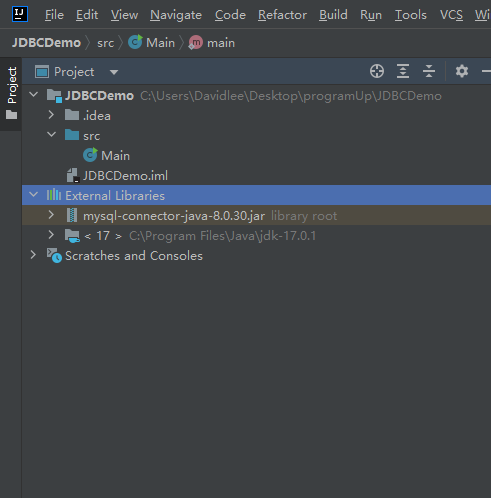 IJ File Edit View Navigate Code Refactor Build Run Tools VCS Wi
JDBCDemo src Main main
Project
Project
JDBCDemo C:\Users\Davidlee\Desktop\programUp\JDBCDemo
.idea
src
Main
JDBCDemo.iml
External Libraries
mysql-connector-java-8.0.30.jar library root
< 17 > C:\Program Files\Java\jdk-17.0.1
Scratches and Consoles